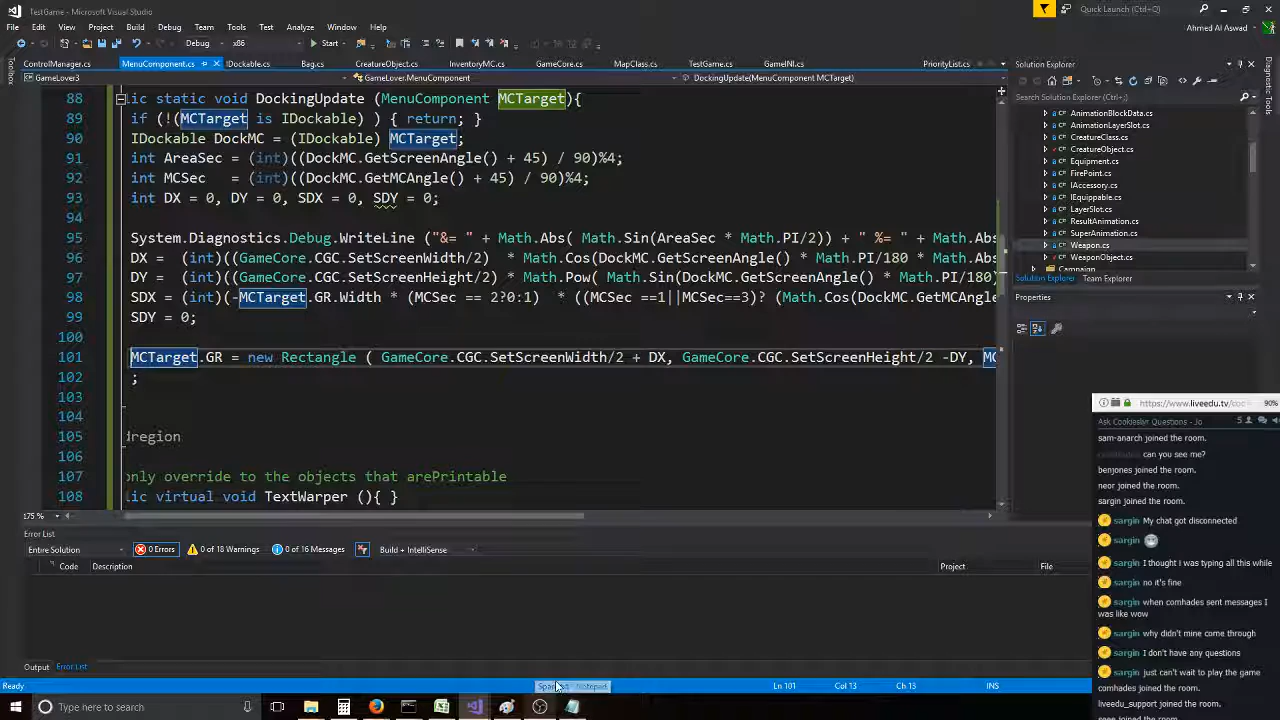 TestGame - Microsoft Visual Studio
Quick Launch (Ctrl+Q)
File Edit View Project Build Debug Team Tools Test Analyze Window Help
Ahmed Al Aswad
Debug x86 Start
Toolbox
ControlManager.cs MenuComponent.cs IDockable.cs Bag.cs CreatureObject.cs InventoryMC.cs GameCore.cs MapClass.cs TestGame.cs GameINI.cs PriorityList.cs
GameLover3 GameLover.MenuComponent DockingUpdate(MenuComponent MCTarget)
88 lic static void DockingUpdate (MenuComponent MCTarget){
89 if (!(MCTarget is IDockable) ) { return; }
90 IDockable DockMC = (IDockable) MCTarget;
91 int AreaSec = (int)((DockMC.GetScreenAngle() + 45) / 90)%4;
92 int MCSec = (int)((DockMC.GetMCAngle() + 45) / 90)%4;
93 int DX = 0, DY = 0, SDX = 0, SDY = 0;
94
95 System.Diagnostics.Debug.WriteLine ("&= " + Math.Abs( Math.Sin(AreaSec * Math.PI/2)) + " %= " + Math.Abs
96 DX = (int)((GameCore.CGC.SetScreenWidth/2) * Math.Cos(DockMC.GetScreenAngle() * Math.PI/180 * Math.Abs
97 DY = (int)((GameCore.CGC.SetScreenHeight/2) * Math.Pow( Math.Sin(DockMC.GetScreenAngle() * Math.PI/180)
98 SDX = (int)(-MCTarget.GR.Width * (MCSec == 2?0:1) * ((MCSec ==1||MCSec==3)? (Math.Cos(DockMC.GetMCAngle
99 SDY = 0;
100
101 MCTarget.GR = new Rectangle ( GameCore.CGC.SetScreenWidth/2 + DX, GameCore.CGC.SetScreenHeight/2 -DY, MC
102 ;
103
104
105 dregion
106
107 only override to the objects that arePrintable
108 lic virtual void TextWarper (){ }
175 %
Error List
Entire Solution 0 Errors 0 of 18 Warnings 0 of 16 Messages Build + IntelliSense
Code Description Project File
Output Error List
Ready Ln 101 Col 13 Ch 13 INS
Notepad
Type here to search
Solution Explorer
Search Solution Explorer (Ctrl+;)
AnimationBlockData.cs
AnimationLayerSlot.cs
CreatureClass.cs
CreatureObject.cs
Equipment.cs
FirePoint.cs
IAccessory.cs
IEquippable.cs
LayerSlot.cs
ResultAnimation.cs
SuperAnimation.cs
Weapon.cs
WeaponObject.cs
Campaign
Solution Explorer Team Explorer
Properties
Diagnostic Tools
https://www.liveedu.tv/coo 90%
Ask Cookieslar Questions - Jo 5
sam-anarch joined the room.
can you see me?
benjones joined the room.
neor joined the room.
sargin joined the room.
sargin My chat got disconnected
sargin
sargin I thought i was typing all this while
sargin no it's fine
sargin when comhades sent messages I
was like wow
sargin why didn't mine come through
sargin I don't have any questions
sargin just can't wait to play the game
comhades joined the room.
liveedu_support joined the room.